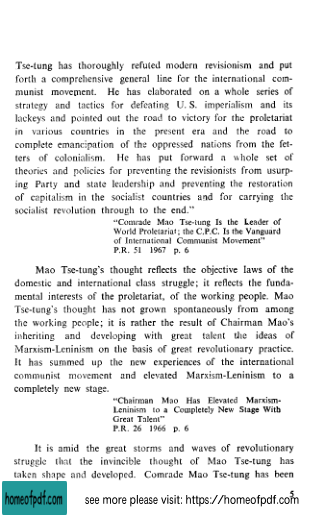 Tse-tung has thoroughly refuted modern revisionism and put
forth a comprehensive general line for the international com-
munist movement. He has elaborated on a whole series of
strategy and tactics for defeating U. S. imperialism and its
lackeys and pointed out the road to victory for the proletariat
in various countries in the present era and the road to
complete emancipation of the oppressed nations from the fet-
ters of colonialism. He has put forward a whole set of
theories and policies for preventing the revisionists from usurp-
ing Party and state leadership and preventing the restoration
of capitalism in the socialist countries and for carrying the
socialist revolution through to the end."
"Comrade Mao Tse-tung Is the Leader of
World Proletariat; the C.P.C. Is the Vanguard
of International Communist Movement"
P.R. 51 1967 p. 6
Mao Tse-tung's thought reflects the objective laws of the
domestic and international class struggle; it reflects the funda-
mental interests of the proletariat, of the working people. Mao
Tse-tung's thought has not grown spontaneously from among
the working people; it is rather the result of Chairman Mao's
inheriting and developing with great talent the ideas of
Marxism-Leninism on the basis of great revolutionary practice.
It has summed up the new experiences of the international
communist movement and elevated Marxism-Leninism to a
completely new stage.
"Chairman Mao Has Elevated Marxism-
Leninism to a Completely New Stage With
Great Talent"
P.R. 26 1966 p. 6
It is amid the great storms and waves of revolutionary
struggle that the invincible thought of Mao Tse-tung has
taken shape and developed. Comrade Mao Tse-tung has been
5
homeofpdf.com
see more please visit: https://homeofpdf.com